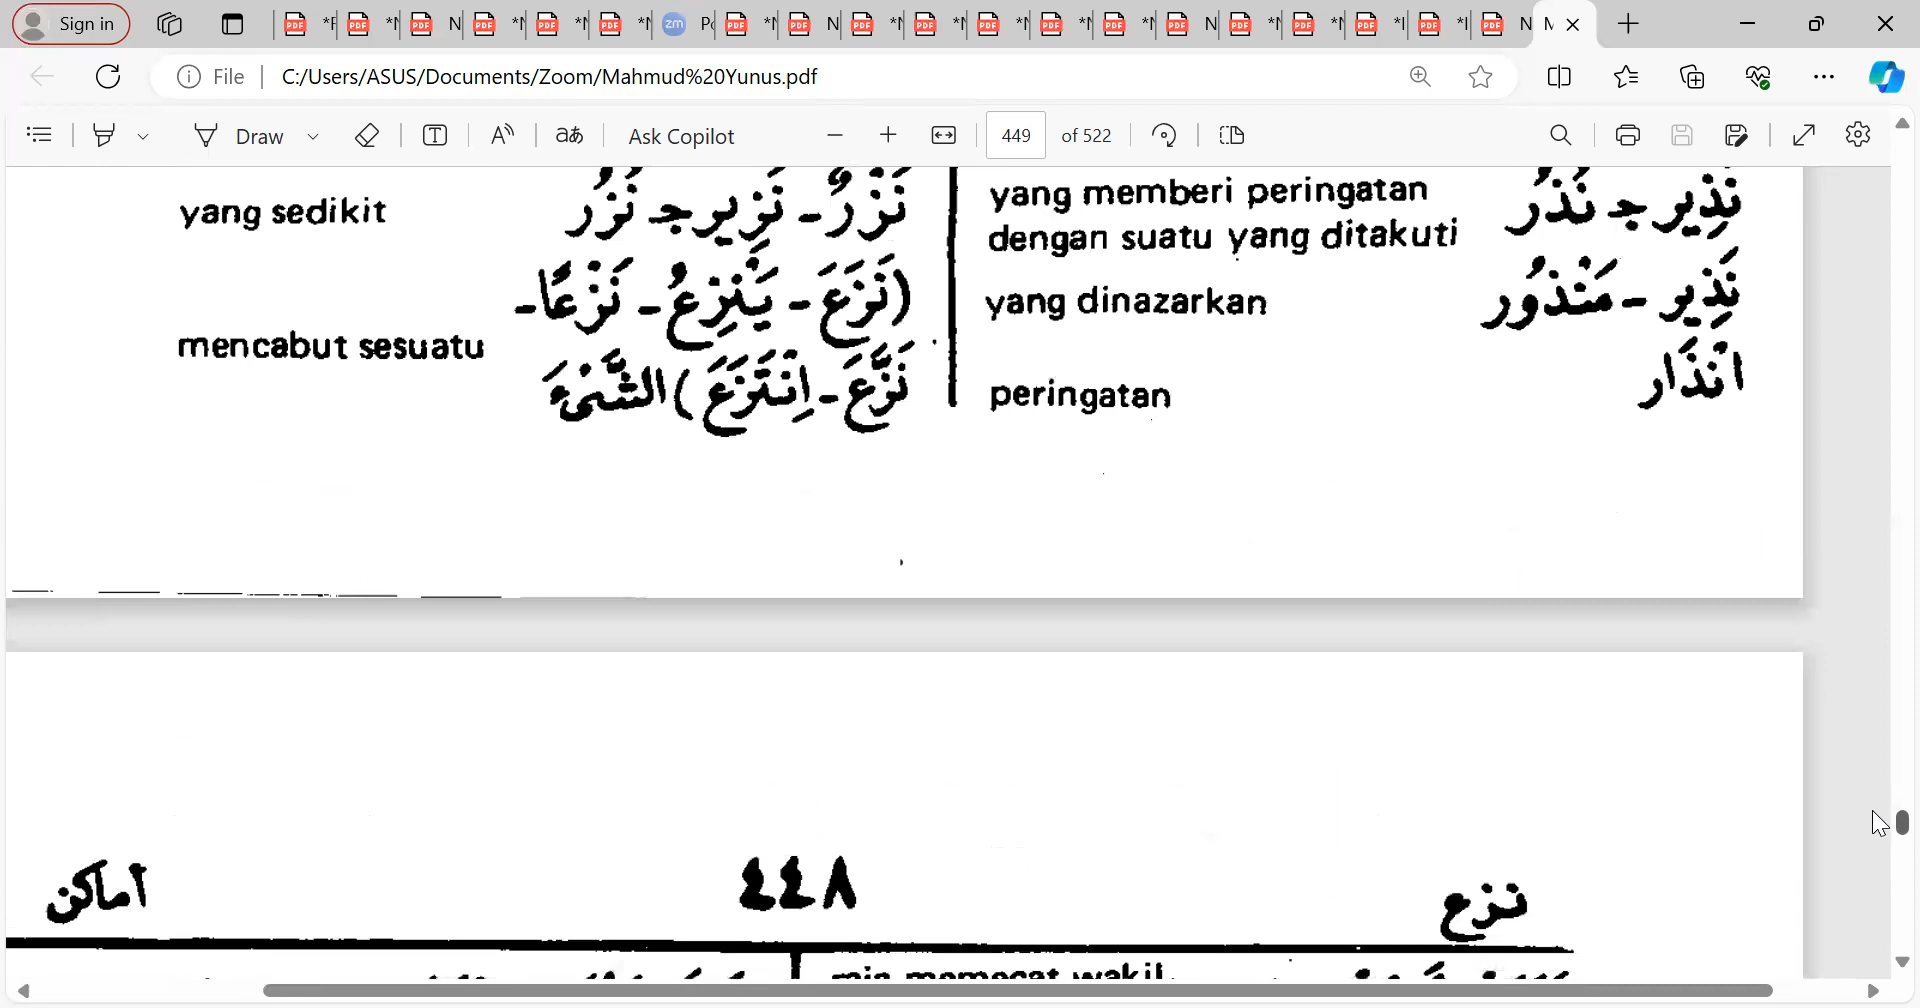 Sign in
File
C:/Users/ASUS/Documents/Zoom/Mahmud%20Yunus.pdf
Draw
Ask Copilot
449 of 522
نَذِير جـ نُذُر
yang memberi peringatan
dengan suatu yang ditakuti
نَذِير - مَنْذُور
yang dinazarkan
اَنْذَار
peringatan
نَزْرٌ - نَزِير جـ نُزُر
yang sedikit
(نَزَعَ - يَنْزِعُ - نَزْعًا -
نَزَّعَ - اِنْتَزَعَ) الشَّيْءَ
mencabut sesuatu
نزع
٤٤٨
اماكن